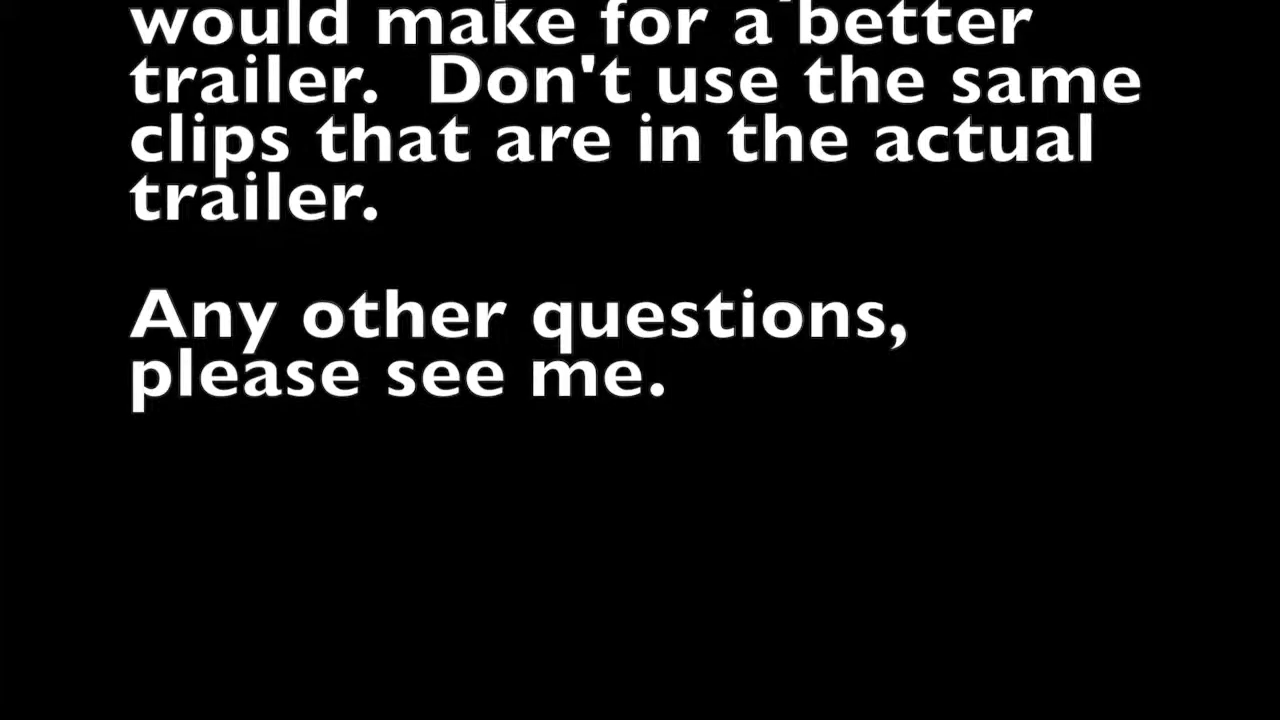 would make for a better
trailer.  Don't use the same
clips that are in the actual
trailer.
Any other questions,
please see me.